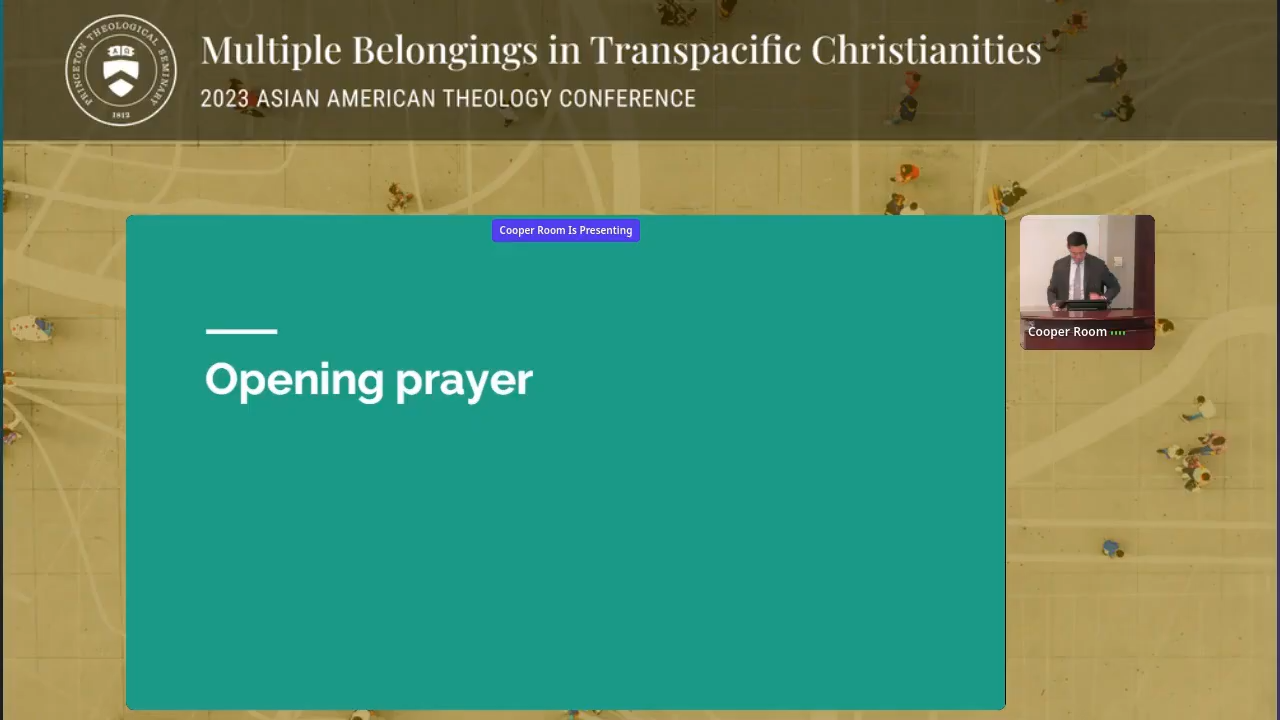 PRINCETON THEOLOGICAL SEMINARY
1812
Multiple Belongings in Transpacific Christianities
2023 ASIAN AMERICAN THEOLOGY CONFERENCE
Cooper Room Is Presenting
Opening prayer
Cooper Room